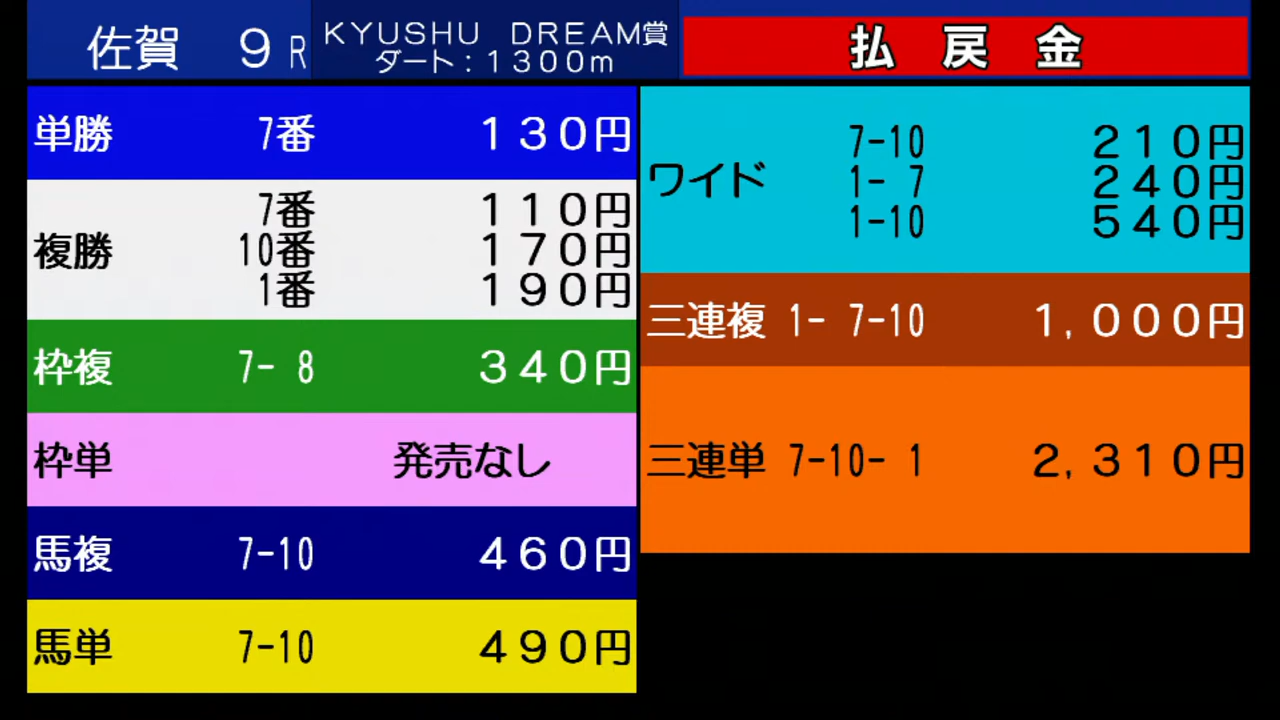 佐賀 9R KYUSHU DREAM賞 払戻金
ダート：1300m
単勝 7番 130円
複勝 7番 110円
10番 170円
1番 190円
枠複 7- 8 340円
枠単 発売なし
馬複 7-10 460円
馬単 7-10 490円
ワイド 7-10 210円
1- 7 240円
1-10 540円
三連複 1- 7-10 1,000円
三連単 7-10- 1 2,310円